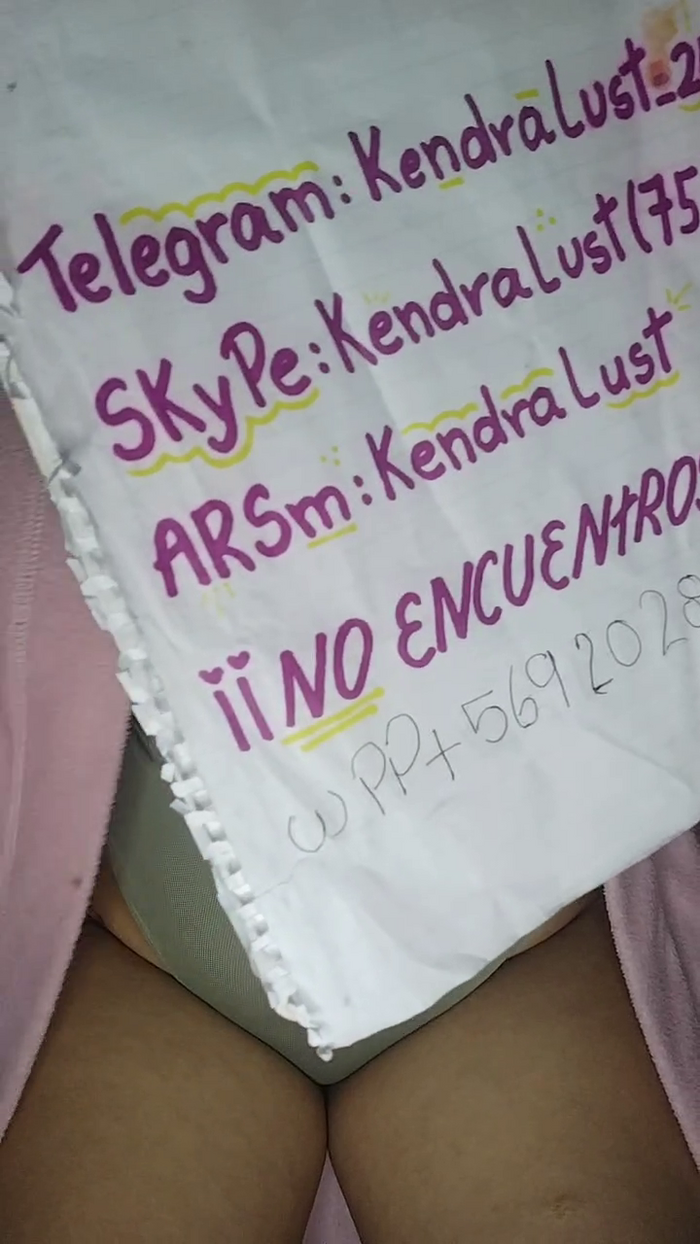 Telegram: KendraLust_2
SKyPe: KendraLust (75
ARSm: KendraLust
¡¡NO ENCUENtRO
WPP+5692028